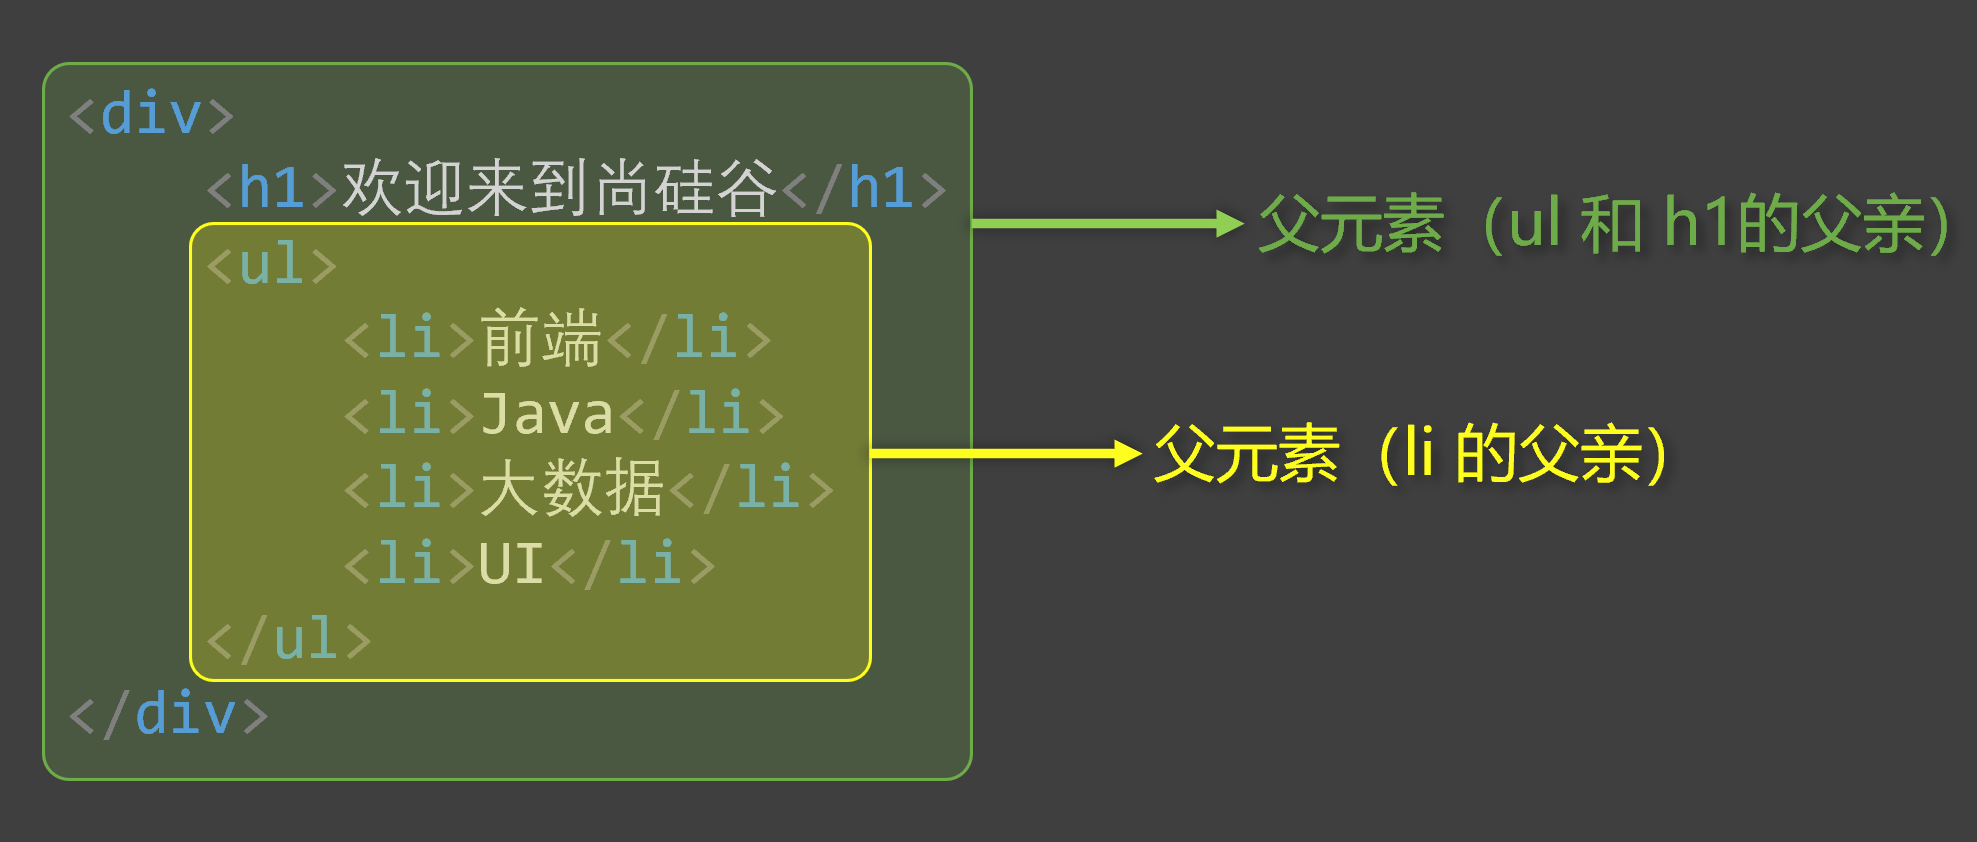 <div>
<h1>欢迎来到尚硅谷</h1>
<ul>
<li>前端</li>
<li>Java</li>
<li>大数据</li>
<li>UI</li>
</ul>
</div>
父元素（ul 和 h1的父亲）
父元素（li 的父亲）